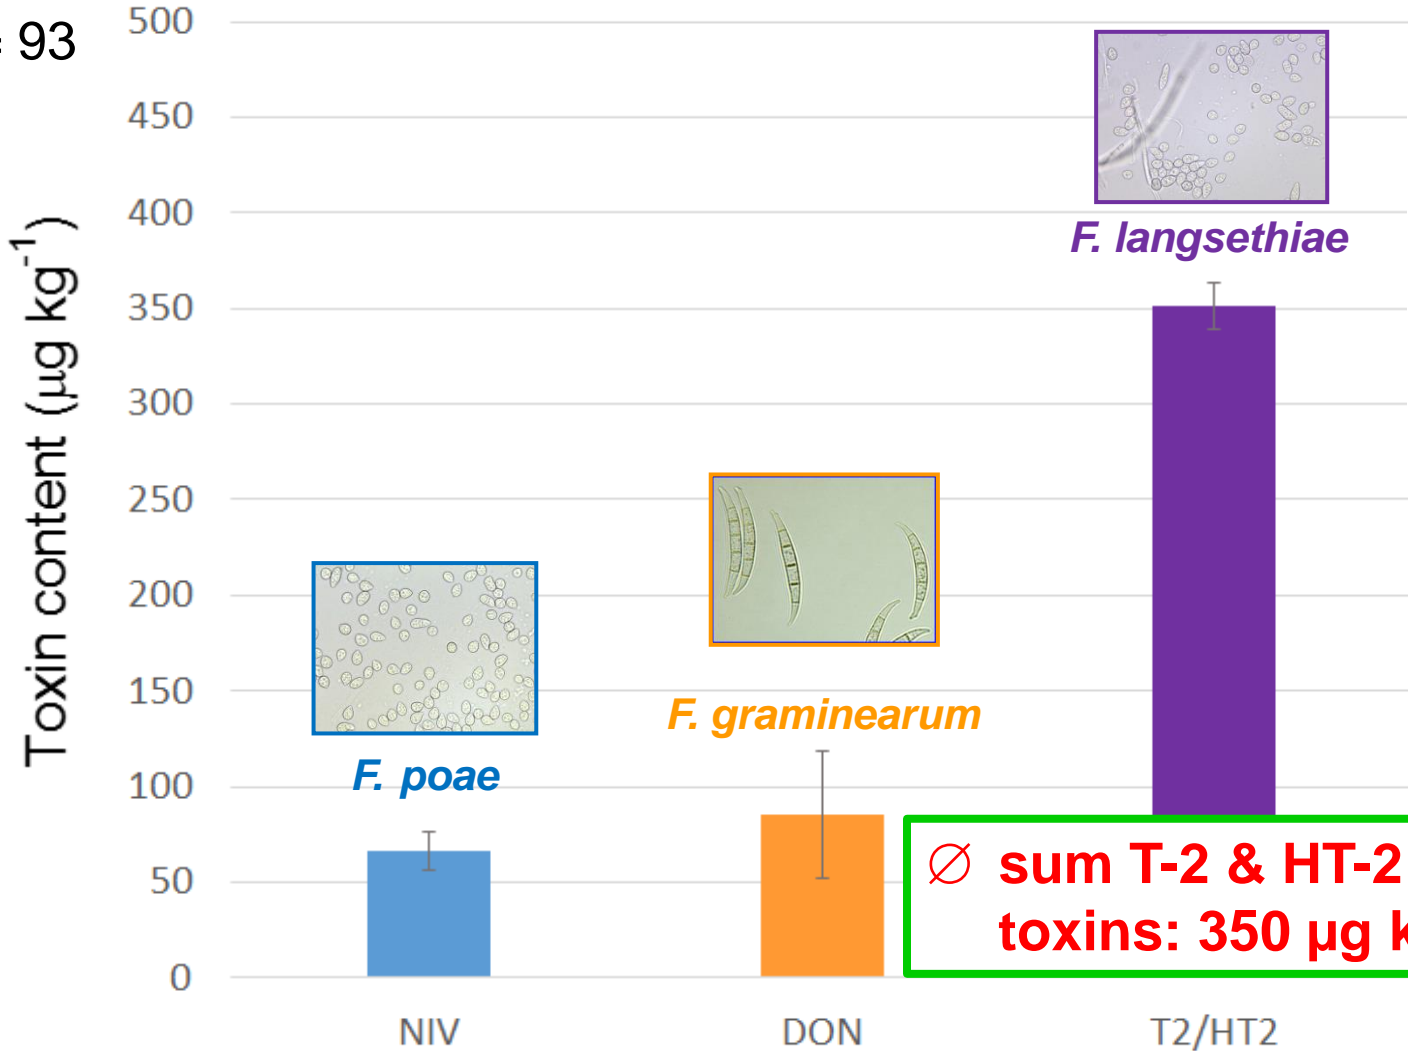 = 93
500
450
400
350
300
250
200
150
100
50
0
Toxin content (µg kg⁻¹)
F. langsethiae
F. graminearum
F. poae
∅ sum T-2 & HT-2
toxins: 350 µg k
NIV DON T2/HT2